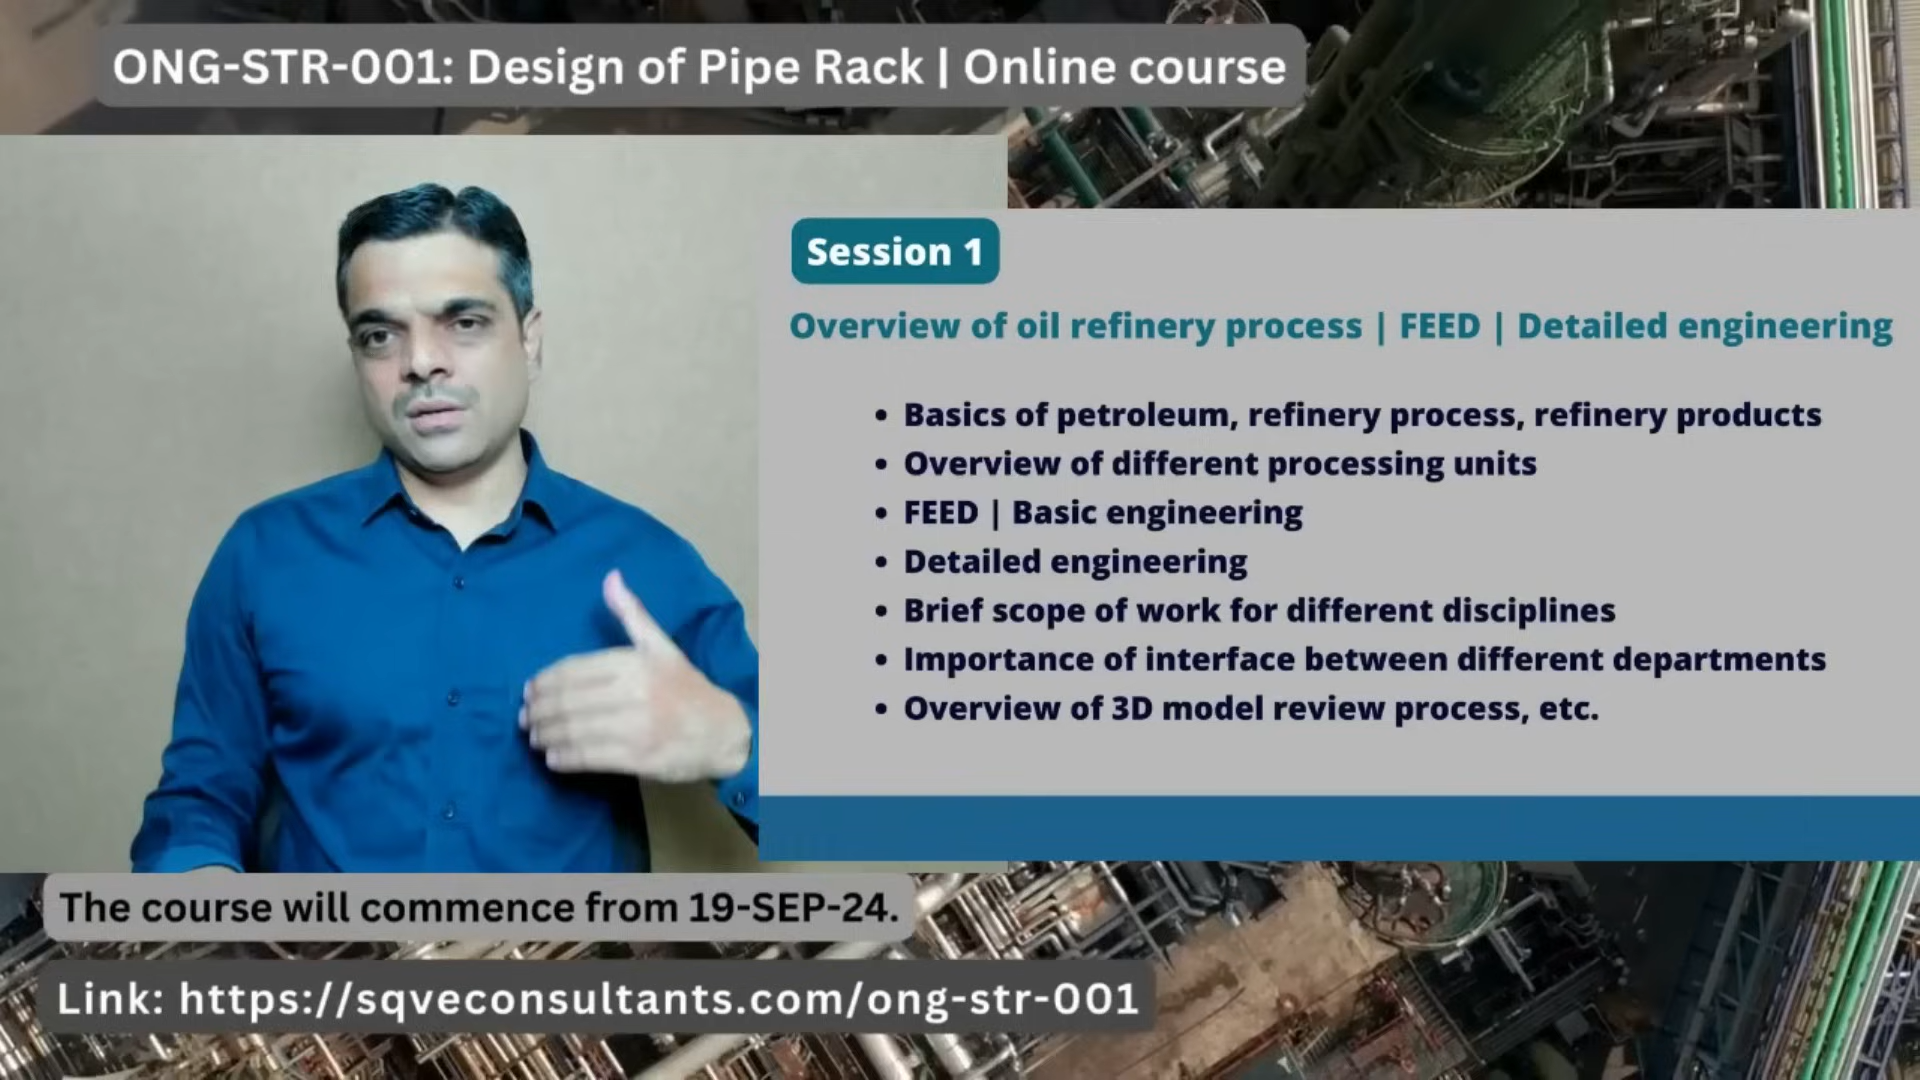 ONG-STR-001: Design of Pipe Rack | Online course
Session 1
Overview of oil refinery process | FEED | Detailed engineering
• Basics of petroleum, refinery process, refinery products
• Overview of different processing units
• FEED | Basic engineering
• Detailed engineering
• Brief scope of work for different disciplines
• Importance of interface between different departments
• Overview of 3D model review process, etc.
The course will commence from 19-SEP-24.
Link: https://sqveconsultants.com/ong-str-001